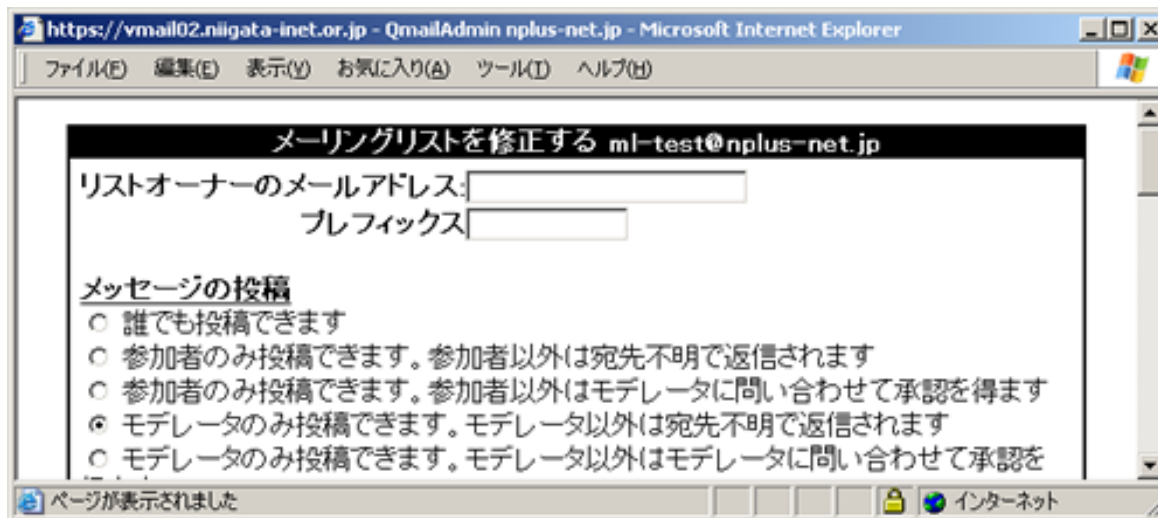 https://vmail02.niigata-inet.or.jp - QmailAdmin nplus-net.jp - Microsoft Internet Explorer
ファイル(F) 編集(E) 表示(V) お気に入り(A) ツール(T) ヘルプ(H)
メーリングリストを修正する ml-test@nplus-net.jp
リストオーナーのメールアドレス:
プレフィックス
メッセージの投稿
誰でも投稿できます
参加者のみ投稿できます。参加者以外は宛先不明で返信されます
参加者のみ投稿できます。参加者以外はモデレータに問い合わせて承認を得ます
モデレータのみ投稿できます。モデレータ以外は宛先不明で返信されます
モデレータのみ投稿できます。モデレータ以外はモデレータに問い合わせて承認を
ページが表示されました インターネット